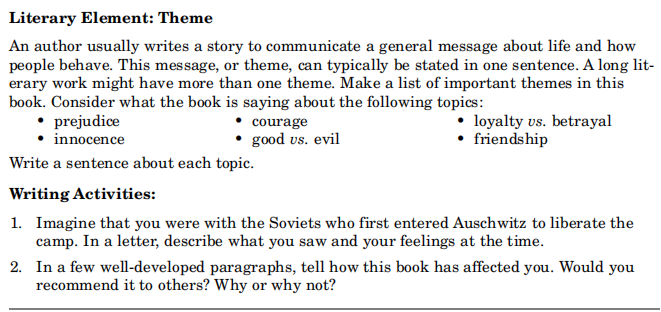 Literary Element: Theme
An author usually writes a story to communicate a general message about life and how
people behave. This message, or theme, can typically be stated in one sentence. A long lit-
erary work might have more than one theme. Make a list of important themes in this
book. Consider what the book is saying about the following topics:
• prejudice • courage • loyalty vs. betrayal
• innocence • good vs. evil • friendship
Write a sentence about each topic.
Writing Activities:
1. Imagine that you were with the Soviets who first entered Auschwitz to liberate the
camp. In a letter, describe what you saw and your feelings at the time.
2. In a few well-developed paragraphs, tell how this book has affected you. Would you
recommend it to others? Why or why not?